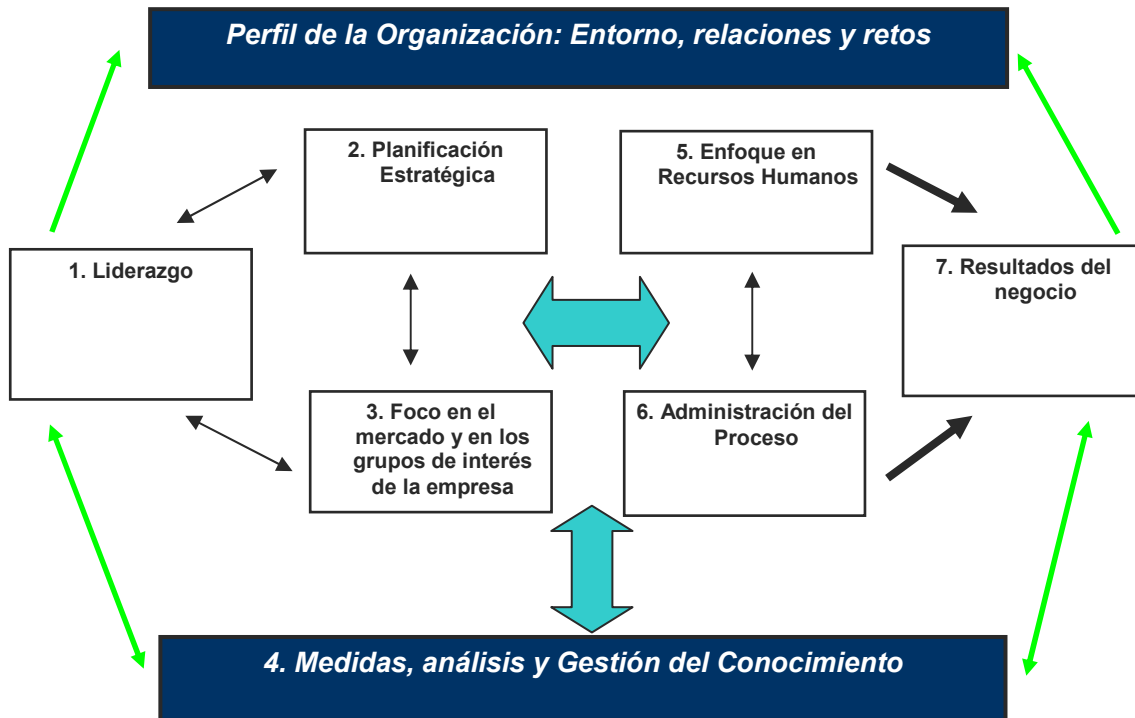 Perfil de la Organización: Entorno, relaciones y retos
2. Planificación
Estratégica
5. Enfoque en
Recursos Humanos
1. Liderazgo
7. Resultados del
negocio
3. Foco en el
mercado y en los
grupos de interés
de la empresa
6. Administración del
Proceso
4. Medidas, análisis y Gestión del Conocimiento